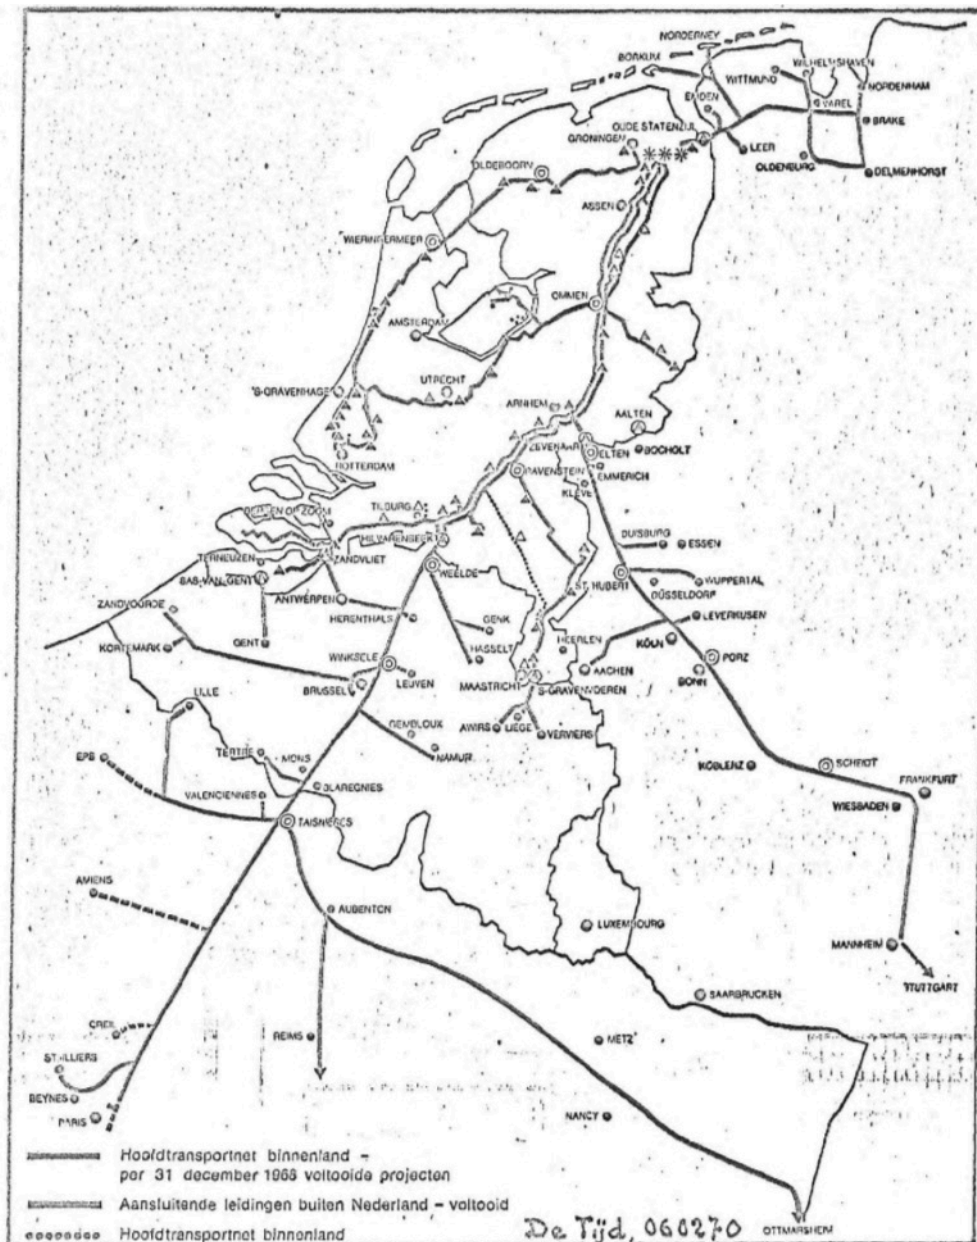 NORDERNEY
BORKUM
WILHELMSHAVEN
WITTMUND
NORDENHAM
EMDEN
VAREL
BRAKE
OUDE STATENZIJL
GRONINGEN
LEER
OLDENBURG
DELMENHORST
OLDEBOORN
ASSEN
WIERINGERMEER
OMMEN
AMSTERDAM
'S-GRAVENHAGE
UTRECHT
ARNHEM
AALTEN
ZEVENAAR
ELTEN
BOCHOLT
ROTTERDAM
RAVENSTEIN
EMMERICH
KLEVE
BERGEN OP ZOOM
TILBURG
HILVARENBEEK
DUISBURG
ESSEN
TERNEUZEN
ZANDVLIET
SAS-VAN-GENT
WEELDE
ST. HUBERT
WUPPERTAL
DÜSSELDORF
ZANDVOORDE
ANTWERPEN
HERENTHALS
GENK
LEVERKUSEN
KORTEMARK
GENT
HASSELT
HEERLEN
KÖLN
WINKSELE
LEUVEN
AACHEN
PORZ
BONN
BRUSSEL
MAASTRICHT
'S-GRAVENVOEREN
LILLE
GEMBLOUX
AWIRS
LIEGE
VERVIERS
TERTRE
MONS
NAMUR
KOBLENZ
SCHEIDT
FRANKFURT
VALENCIENNES
BLAREGNIES
WIESBADEN
TAISNIERES
AMIENS
AUBENTON
LUXEMBOURG
MANNHEIM
STUTTGART
SAARBRUCKEN
CREIL
REIMS
METZ
ST. ILLIERS
BEYNES
PARIS
NANCY
Hoofdtransportnet binnenland –
per 31 december 1968 voltooide projecten
Aansluitende leidingen buiten Nederland – voltooid
Hoofdtransportnet binnenland
De Tijd, 060270
OTTMARSHEIM